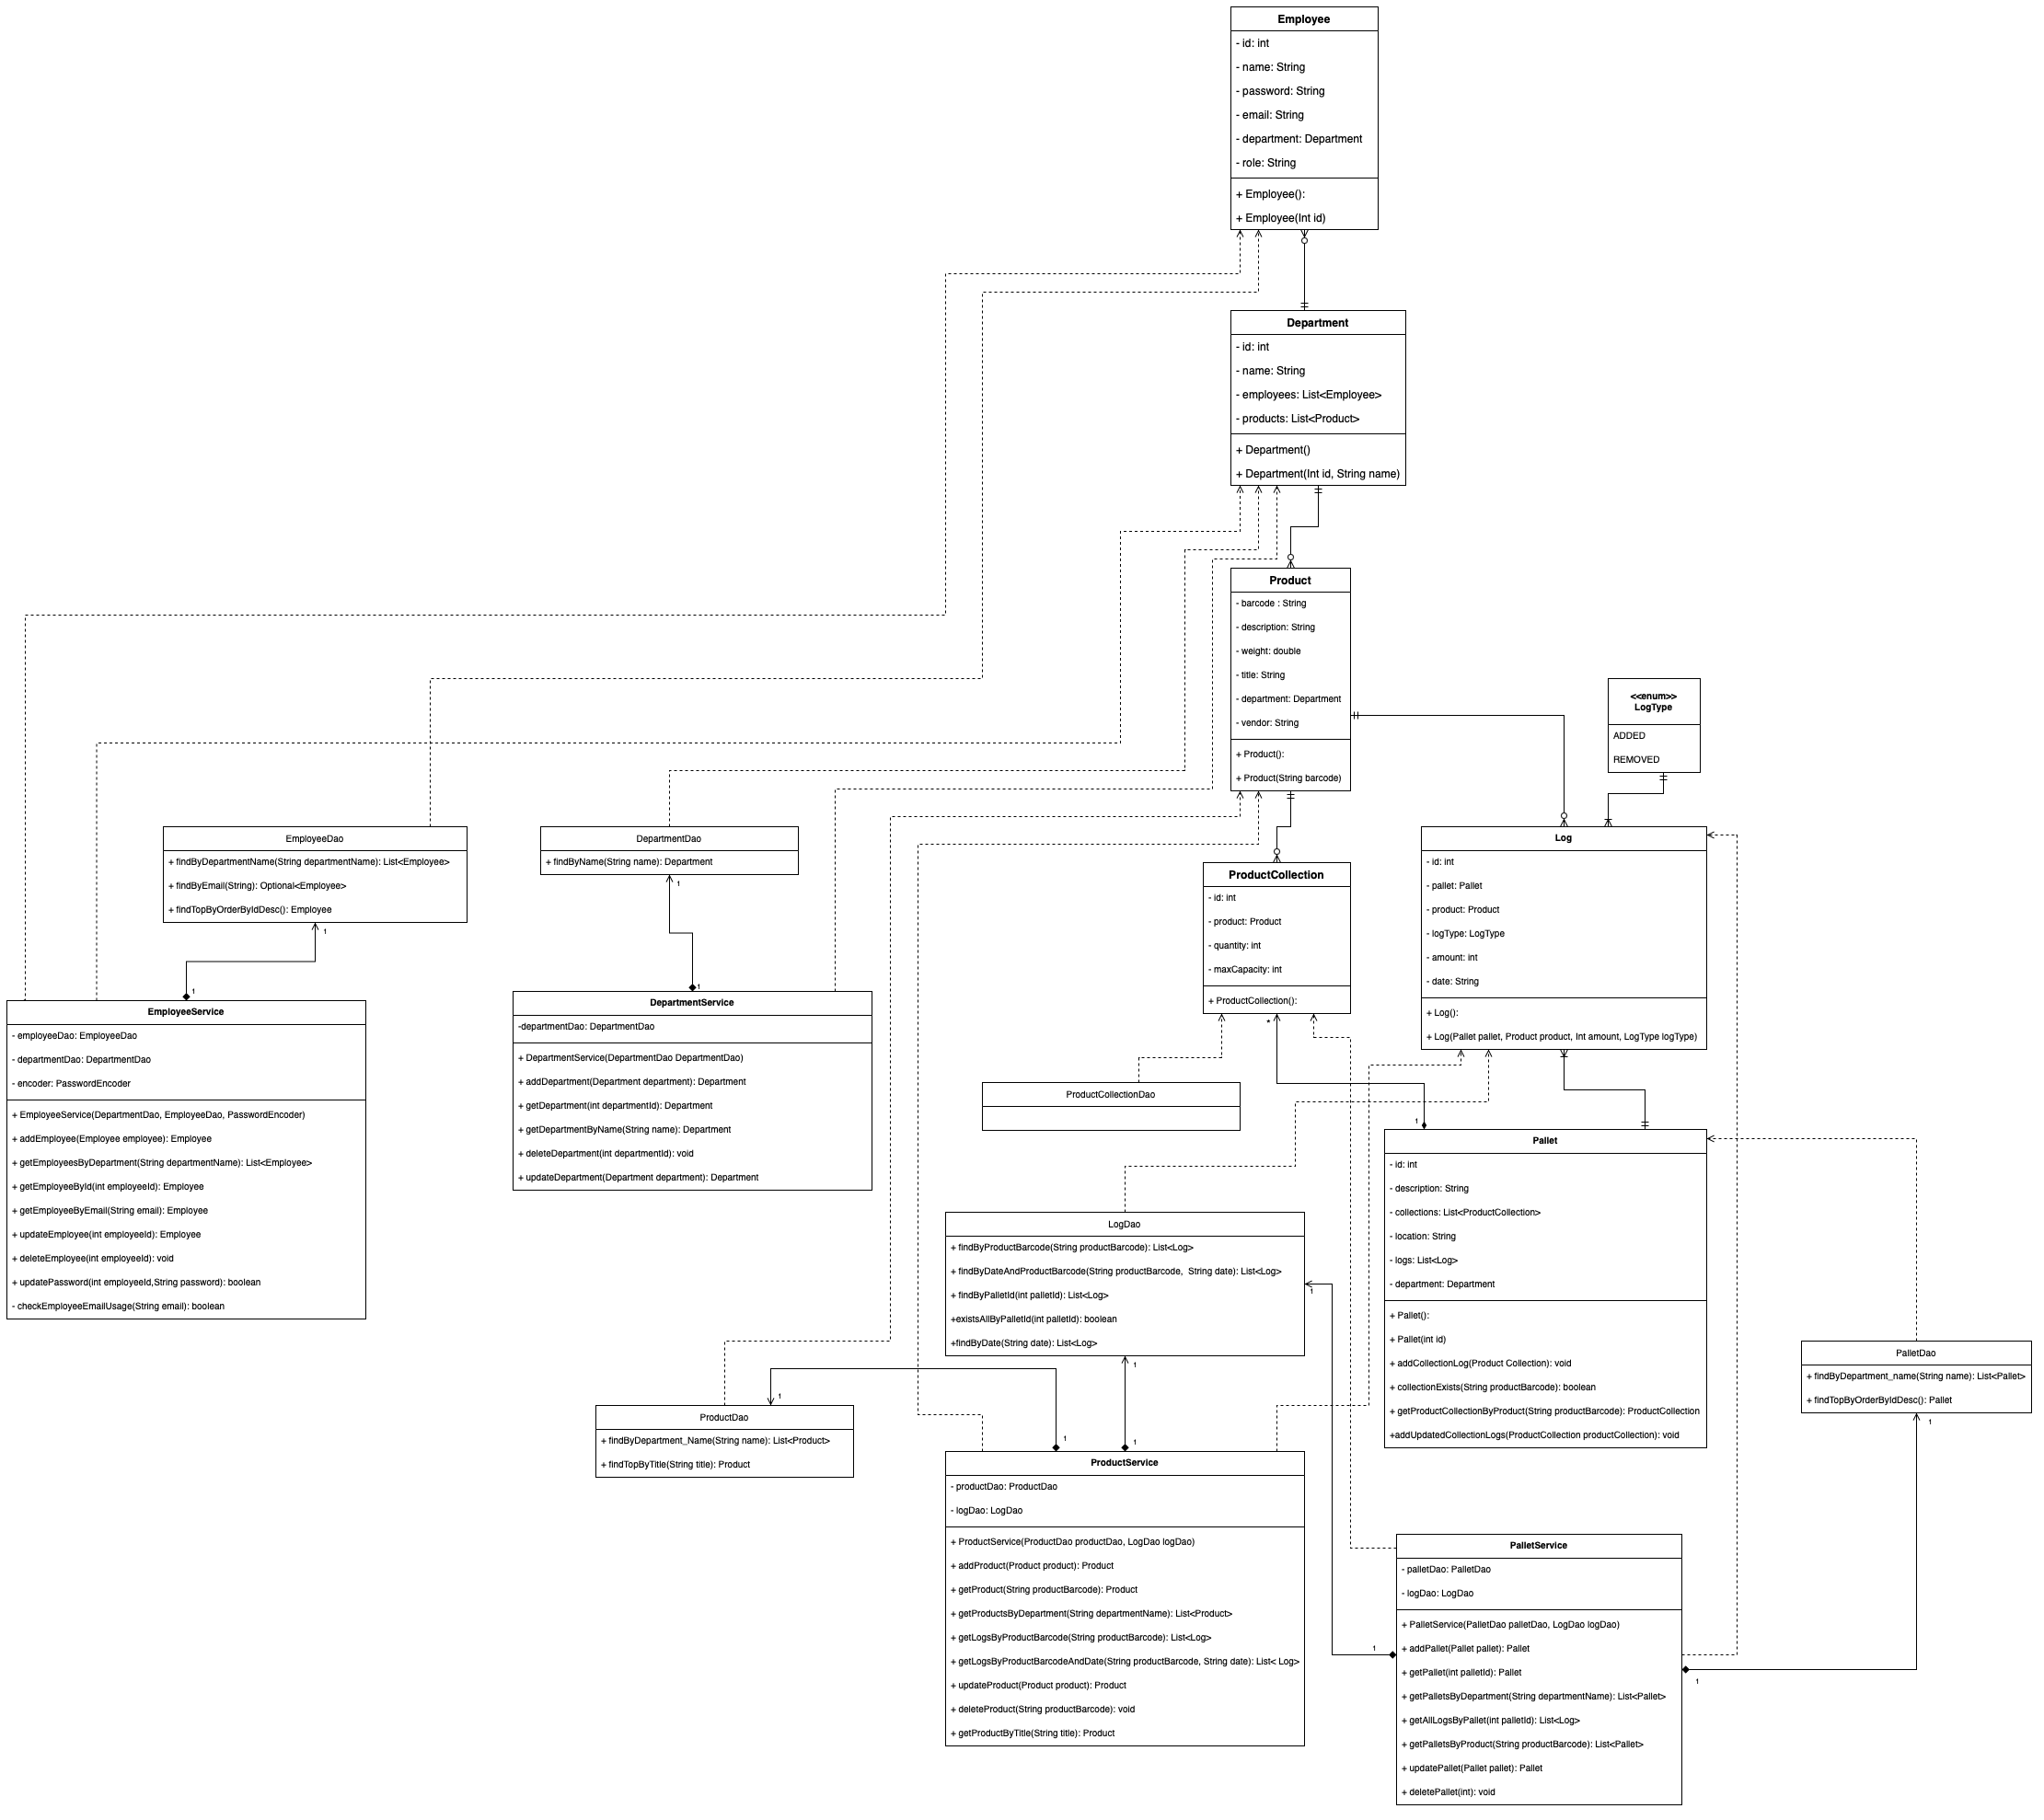 Employee
- id: int
- name: String
- password: String
- email: String
- department: Department
- role: String
+ Employee():
+ Employee(Int id)
Department
- id: int
- name: String
- employees: List<Employee>
- products: List<Product>
+ Department()
+ Department(Int id, String name)
Product
- barcode : String
- description: String
- weight: double
- title: String
- department: Department
- vendor: String
+ Product():
+ Product(String barcode)
<<enum>>
LogType
ADDED
REMOVED
EmployeeDao
+ findByDepartmentName(String departmentName): List<Employee>
+ findByEmail(String): Optional<Employee>
+ findTopByOrderByIdDesc(): Employee
1
1
DepartmentDao
+ findByName(String name): Department
1
1
ProductCollection
- id: int
- product: Product
- quantity: int
- maxCapacity: int
+ ProductCollection():
*
1
Log
- id: int
- pallet: Pallet
- product: Product
- logType: LogType
- amount: int
- date: String
+ Log():
+ Log(Pallet pallet, Product product, Int amount, LogType logType)
EmployeeService
- employeeDao: EmployeeDao
- departmentDao: DepartmentDao
- encoder: PasswordEncoder
+ EmployeeService(DepartmentDao, EmployeeDao, PasswordEncoder)
+ addEmployee(Employee employee): Employee
+ getEmployeesByDepartment(String departmentName): List<Employee>
+ getEmployeeById(int employeeId): Employee
+ getEmployeeByEmail(String email): Employee
+ updateEmployee(int employeeId): Employee
+ deleteEmployee(int employeeId): void
+ updatePassword(int employeeId,String password): boolean
- checkEmployeeEmailUsage(String email): boolean
DepartmentService
-departmentDao: DepartmentDao
+ DepartmentService(DepartmentDao DepartmentDao)
+ addDepartment(Department department): Department
+ getDepartment(int departmentId): Department
+ getDepartmentByName(String name): Department
+ deleteDepartment(int departmentId): void
+ updateDepartment(Department department): Department
ProductCollectionDao
Pallet
- id: int
- description: String
- collections: List<ProductCollection>
- location: String
- logs: List<Log>
- department: Department
+ Pallet():
+ Pallet(int id)
+ addCollectionLog(Product Collection): void
+ collectionExists(String productBarcode): boolean
+ getProductCollectionByProduct(String productBarcode): ProductCollection
+addUpdatedCollectionLogs(ProductCollection productCollection): void
LogDao
+ findByProductBarcode(String productBarcode): List<Log>
+ findByDateAndProductBarcode(String productBarcode, String date): List<Log>
+ findByPalletId(int palletId): List<Log>
+existsAllByPalletId(int palletId): boolean
+findByDate(String date): List<Log>
1
1
PalletDao
+ findByDepartment_name(String name): List<Pallet>
+ findTopByOrderByIdDesc(): Pallet
1
ProductDao
+ findByDepartment_Name(String name): List<Product>
+ findTopByTitle(String title): Product
1
1
1
ProductService
- productDao: ProductDao
- logDao: LogDao
+ ProductService(ProductDao productDao, LogDao logDao)
+ addProduct(Product product): Product
+ getProduct(String productBarcode): Product
+ getProductsByDepartment(String departmentName): List<Product>
+ getLogsByProductBarcode(String productBarcode): List<Log>
+ getLogsByProductBarcodeAndDate(String productBarcode, String date): List< Log>
+ updateProduct(Product product): Product
+ deleteProduct(String productBarcode): void
+ getProductByTitle(String title): Product
PalletService
- palletDao: PalletDao
- logDao: LogDao
+ PalletService(PalletDao palletDao, LogDao logDao)
+ addPallet(Pallet pallet): Pallet
+ getPallet(int palletId): Pallet
+ getPalletsByDepartment(String departmentName): List<Pallet>
+ getAllLogsByPallet(int palletId): List<Log>
+ getPalletsByProduct(String productBarcode): List<Pallet>
+ updatePallet(Pallet pallet): Pallet
+ deletePallet(int): void
1
1